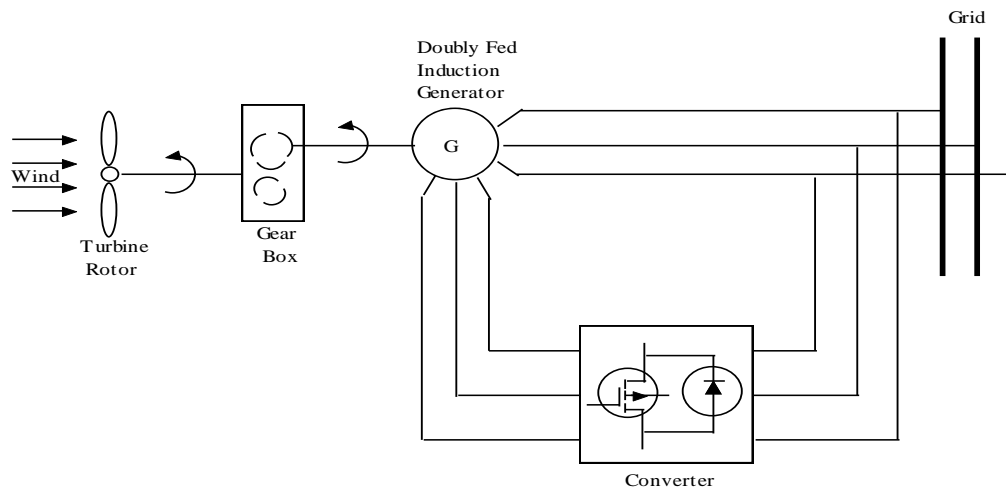 Grid
Doubly Fed
Induction
Generator
G
Wind
Gear
Box
Turbine
Rotor
Converter